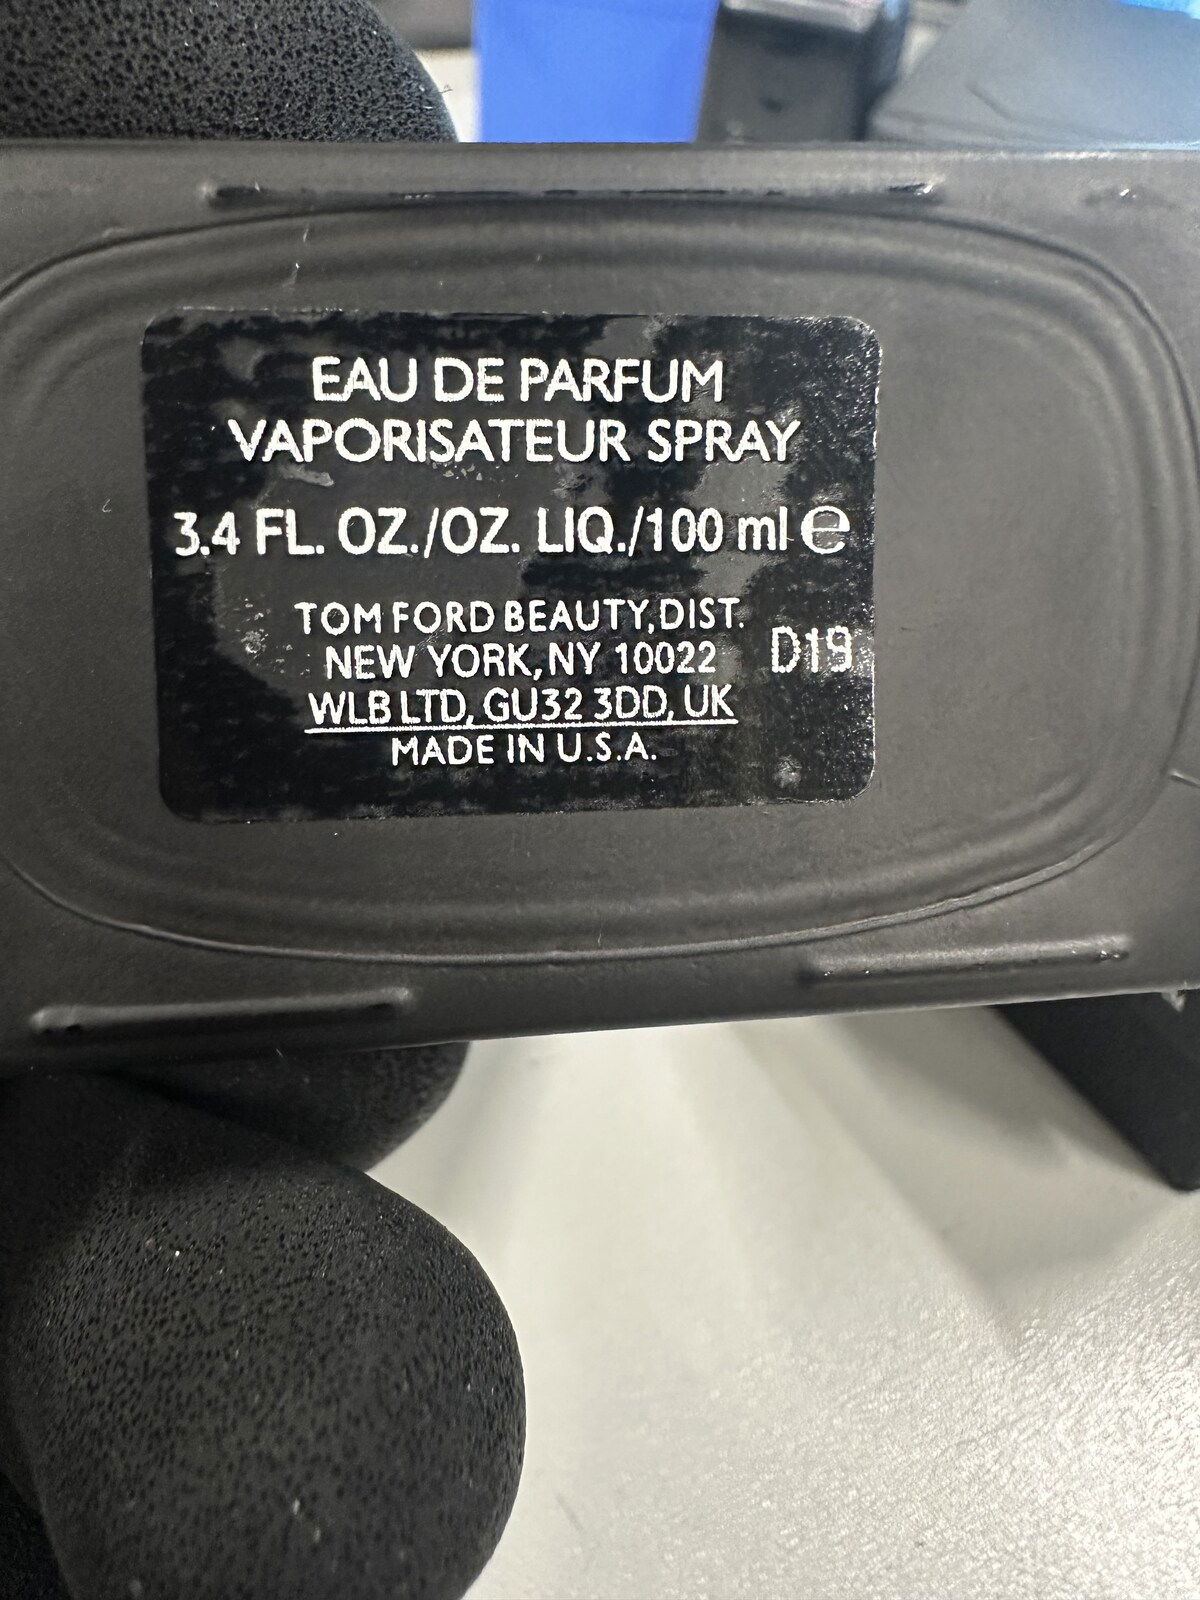 EAU DE PARFUM
VAPORISATEUR SPRAY
3.4 FL. OZ./OZ. LIQ./100 ml ℮
TOM FORD BEAUTY, DIST.
NEW YORK, NY 10022
D19
WLB LTD, GU32 3DD, UK
MADE IN U.S.A.